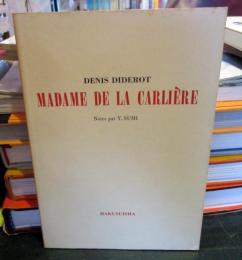 DENIS DIDEROT
MADAME DE LA CARLIÈRE
Notes par Y. SUMI
HAKUSUISHA